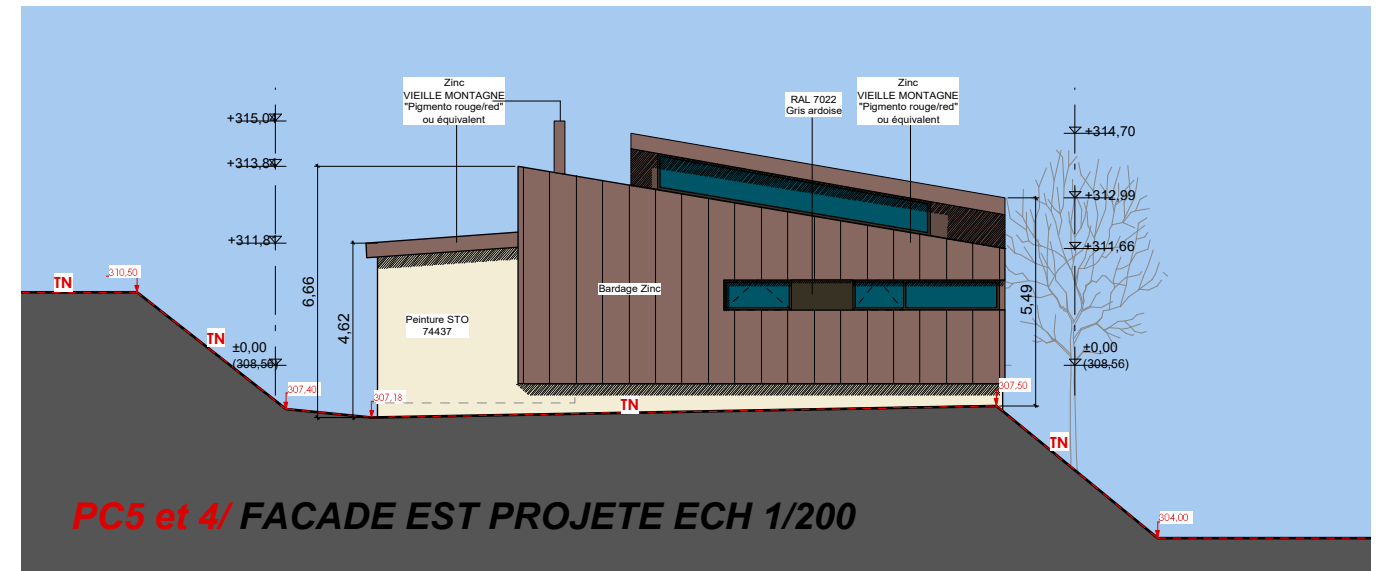 Zinc
VIEILLE MONTAGNE
"Pigmento rouge/red"
ou équivalent
RAL 7022
Gris ardoise
Zinc
VIEILLE MONTAGNE
"Pigmento rouge/red"
ou équivalent
+315,04
+313,84
+311,8
±0,00
(308,56)
+314,70
+312,99
+311,66
±0,00
(308,56)
310,50
TN
TN
307,40
307,18
6,66
4,62
Peinture STO
74437
Bardage Zinc
5,49
307,50
TN
TN
304,00
PC5 et 4/ FACADE EST PROJETE ECH 1/200